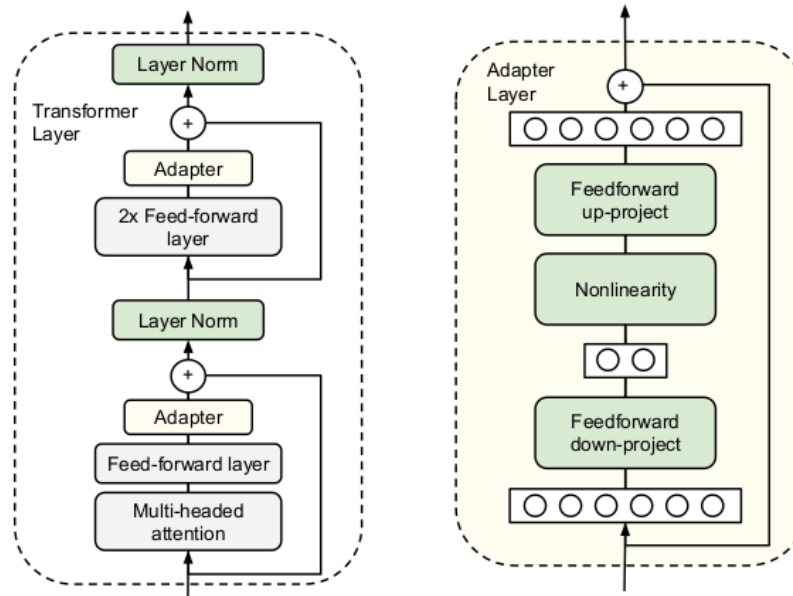 Layer Norm
Transformer
Layer
+
Adapter
2x Feed-forward
layer
Layer Norm
+
Adapter
Feed-forward layer
Multi-headed
attention
Adapter
Layer
+
Feedforward
up-project
Nonlinearity
Feedforward
down-project